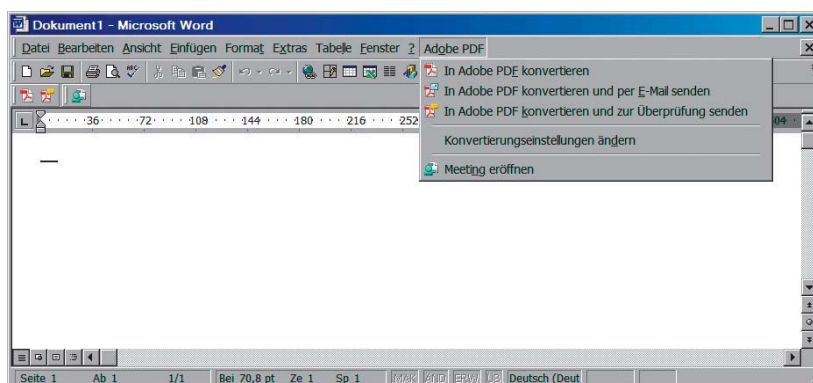 Dokument1 - Microsoft Word
Datei Bearbeiten Ansicht Einfügen Format Extras Tabelle Fenster ? Adobe PDF
In Adobe PDF konvertieren
In Adobe PDF konvertieren und per E-Mail senden
In Adobe PDF konvertieren und zur Überprüfung senden
L 36 72 108 144 180 216 252
Konvertierungseinstellungen ändern
Meeting eröffnen
Seite 1 Ab 1 1/1 Bei 70,8 pt Ze 1 Sp 1 MAK ÄND ERW ÜB Deutsch (Deut